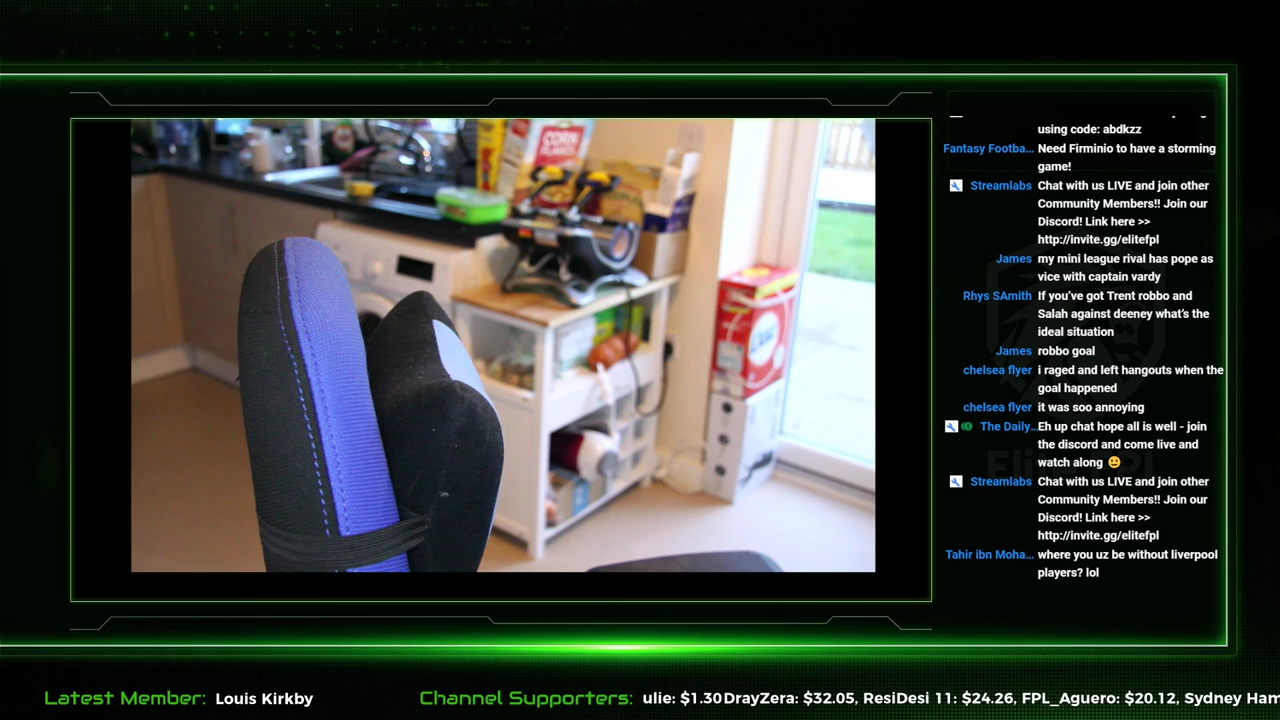 CORN
FLAKES
using code: abdkzz
Fantasy Footba... Need Firminio to have a storming
game!
Streamlabs Chat with us LIVE and join other
Community Members!! Join our
Discord! Link here >>
http://invite.gg/elitefpl
James my mini league rival has pope as
vice with captain vardy
Rhys SAmith If you've got Trent robbo and
Salah against deeney what's the
ideal situation
James robbo goal
chelsea flyer i raged and left hangouts when the
goal happened
chelsea flyer it was soo annoying
The Daily... Eh up chat hope all is well - join
the discord and come live and
watch along 😃
Streamlabs Chat with us LIVE and join other
Community Members!! Join our
Discord! Link here >>
http://invite.gg/elitefpl
Tahir ibn Moha... where you uz be without liverpool
players? lol
Latest Member: Louis Kirkby
Channel Supporters: ulie: $1.30DrayZera: $32.05, ResiDesi 11: $24.26, FPL_Aguero: $20.12, Sydney Ham